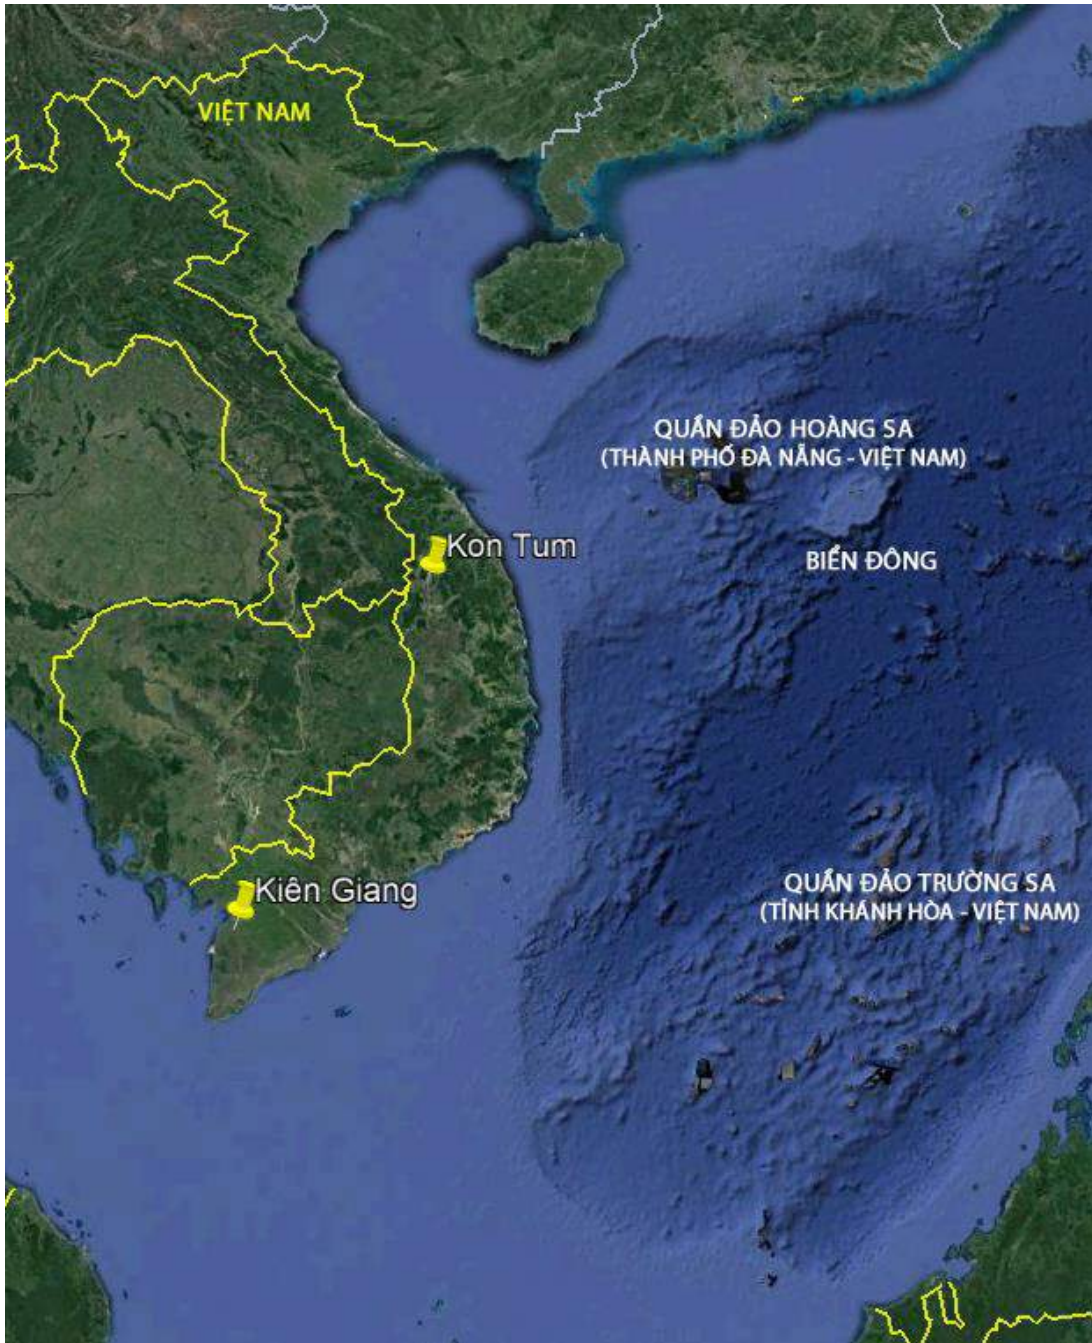 VIỆT NAM
QUẦN ĐẢO HOÀNG SA
(THÀNH PHỐ ĐÀ NẴNG - VIỆT NAM)
Kon Tum
BIỂN ĐÔNG
QUẦN ĐẢO TRƯỜNG SA
(TỈNH KHÁNH HÒA - VIỆT NAM)
Kiên Giang